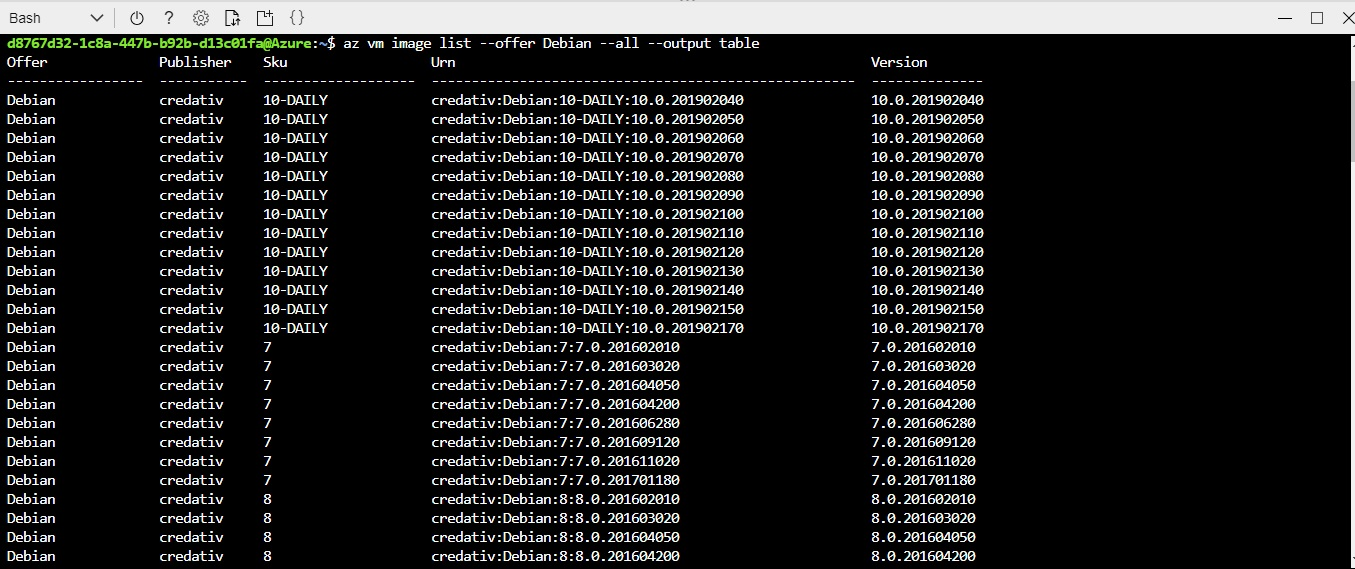 Bash
d8767d32-1c8a-447b-b92b-d13c01fa@Azure:~$ az vm image list --offer Debian --all --output table
Offer Publisher Sku Urn Version
----------------- ----------- ------------------- ----------------------------------------------------- --------------
Debian credativ 10-DAILY credativ:Debian:10-DAILY:10.0.201902040 10.0.201902040
Debian credativ 10-DAILY credativ:Debian:10-DAILY:10.0.201902050 10.0.201902050
Debian credativ 10-DAILY credativ:Debian:10-DAILY:10.0.201902060 10.0.201902060
Debian credativ 10-DAILY credativ:Debian:10-DAILY:10.0.201902070 10.0.201902070
Debian credativ 10-DAILY credativ:Debian:10-DAILY:10.0.201902080 10.0.201902080
Debian credativ 10-DAILY credativ:Debian:10-DAILY:10.0.201902090 10.0.201902090
Debian credativ 10-DAILY credativ:Debian:10-DAILY:10.0.201902100 10.0.201902100
Debian credativ 10-DAILY credativ:Debian:10-DAILY:10.0.201902110 10.0.201902110
Debian credativ 10-DAILY credativ:Debian:10-DAILY:10.0.201902120 10.0.201902120
Debian credativ 10-DAILY credativ:Debian:10-DAILY:10.0.201902130 10.0.201902130
Debian credativ 10-DAILY credativ:Debian:10-DAILY:10.0.201902140 10.0.201902140
Debian credativ 10-DAILY credativ:Debian:10-DAILY:10.0.201902150 10.0.201902150
Debian credativ 10-DAILY credativ:Debian:10-DAILY:10.0.201902170 10.0.201902170
Debian credativ 7 credativ:Debian:7:7.0.201602010 7.0.201602010
Debian credativ 7 credativ:Debian:7:7.0.201603020 7.0.201603020
Debian credativ 7 credativ:Debian:7:7.0.201604050 7.0.201604050
Debian credativ 7 credativ:Debian:7:7.0.201604200 7.0.201604200
Debian credativ 7 credativ:Debian:7:7.0.201606280 7.0.201606280
Debian credativ 7 credativ:Debian:7:7.0.201609120 7.0.201609120
Debian credativ 7 credativ:Debian:7:7.0.201611020 7.0.201611020
Debian credativ 7 credativ:Debian:7:7.0.201701180 7.0.201701180
Debian credativ 8 credativ:Debian:8:8.0.201602010 8.0.201602010
Debian credativ 8 credativ:Debian:8:8.0.201603020 8.0.201603020
Debian credativ 8 credativ:Debian:8:8.0.201604050 8.0.201604050
Debian credativ 8 credativ:Debian:8:8.0.201604200 8.0.201604200